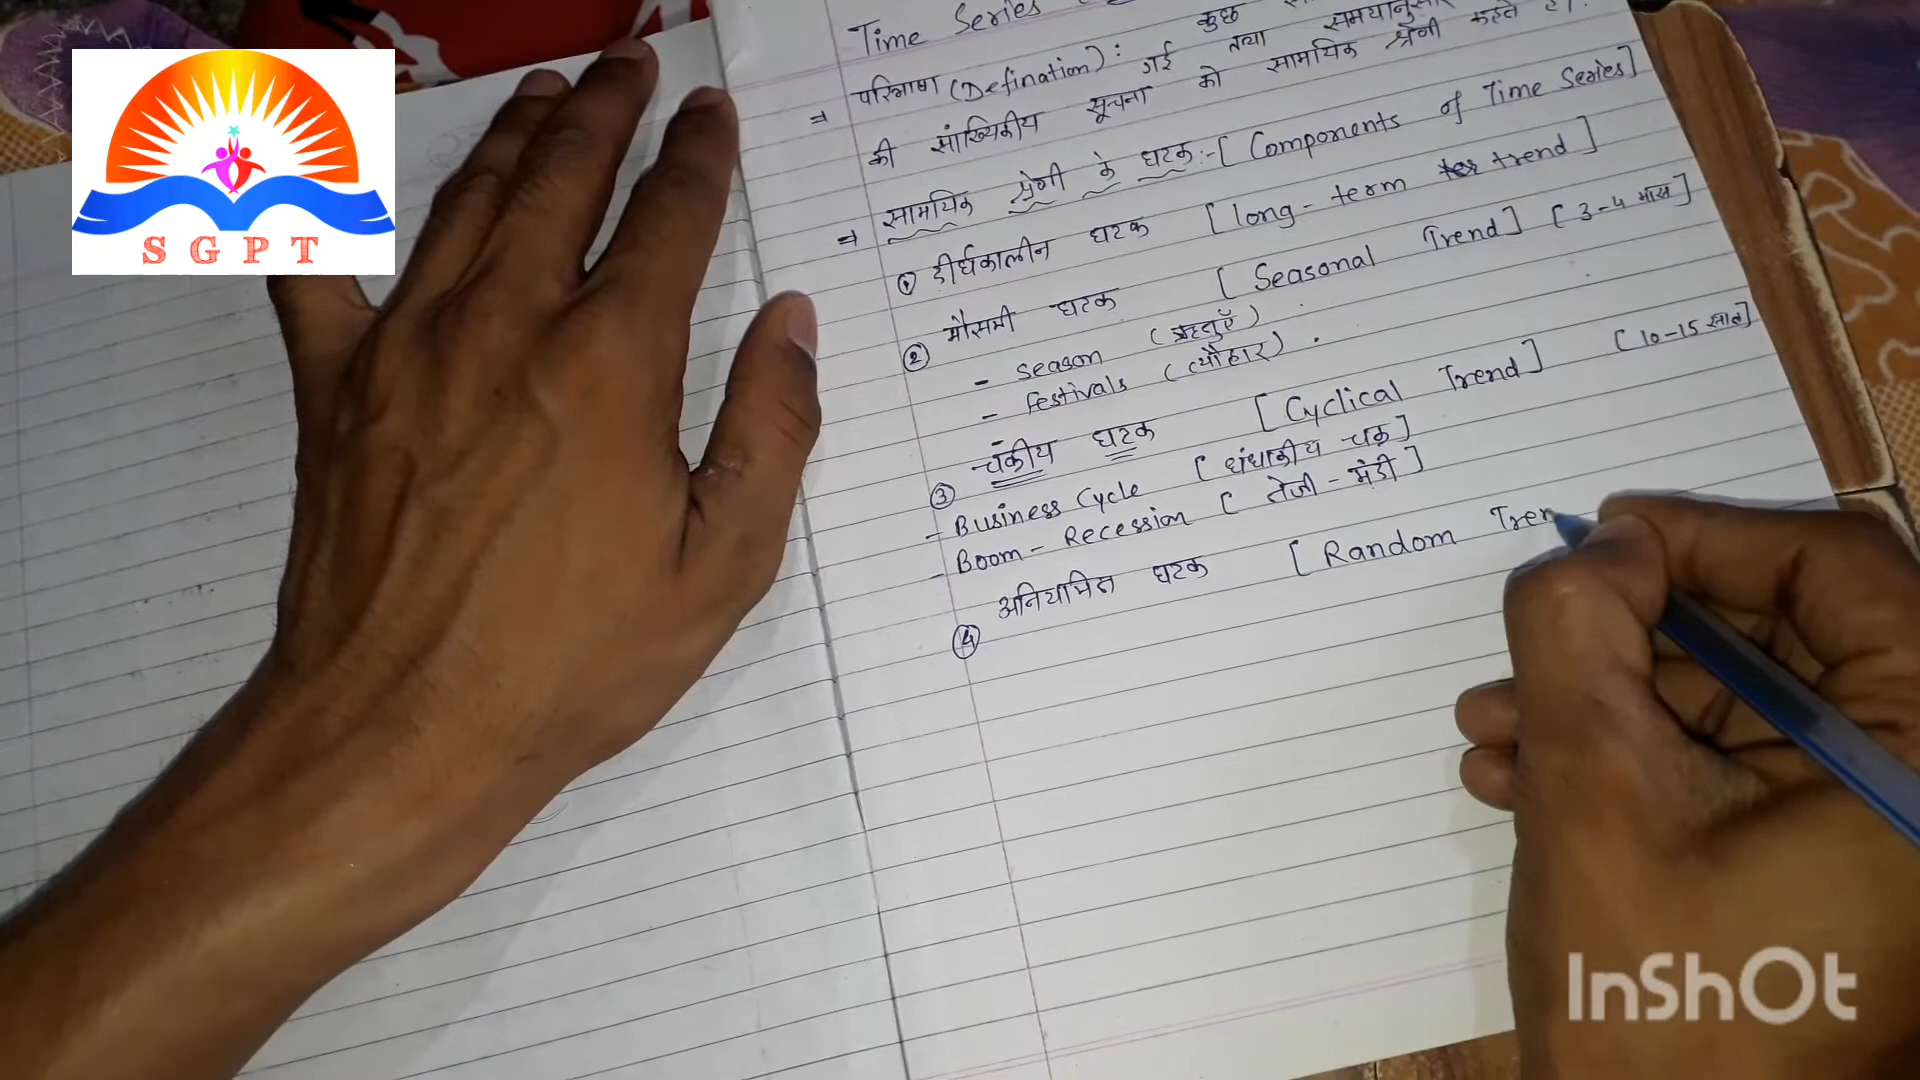 SGPT
Time Series
⇒ परिभाषा (Defination): कुछ
गई तथा समयानुसार
की सांख्यिकीय सूचना को सामयिक श्रेणी कहते है।
⇒ सामयिक श्रेणी के घटक:-[Components of Time Series]
① दीर्घकालीन घटक [long-term trend]
② मौसमी घटक [Seasonal Trend] [3-4 मास]
- Season (ऋतुएँ)
- Festivals (त्यौहार).
③ चंक्रीय घटक [Cyclical Trend] [10-15 साल]
- Business Cycle [धंधाकीय चक्र]
- Boom-Recession [तेजी-मंदी]
④ अनियामित घटक [Random Tren
InShOt